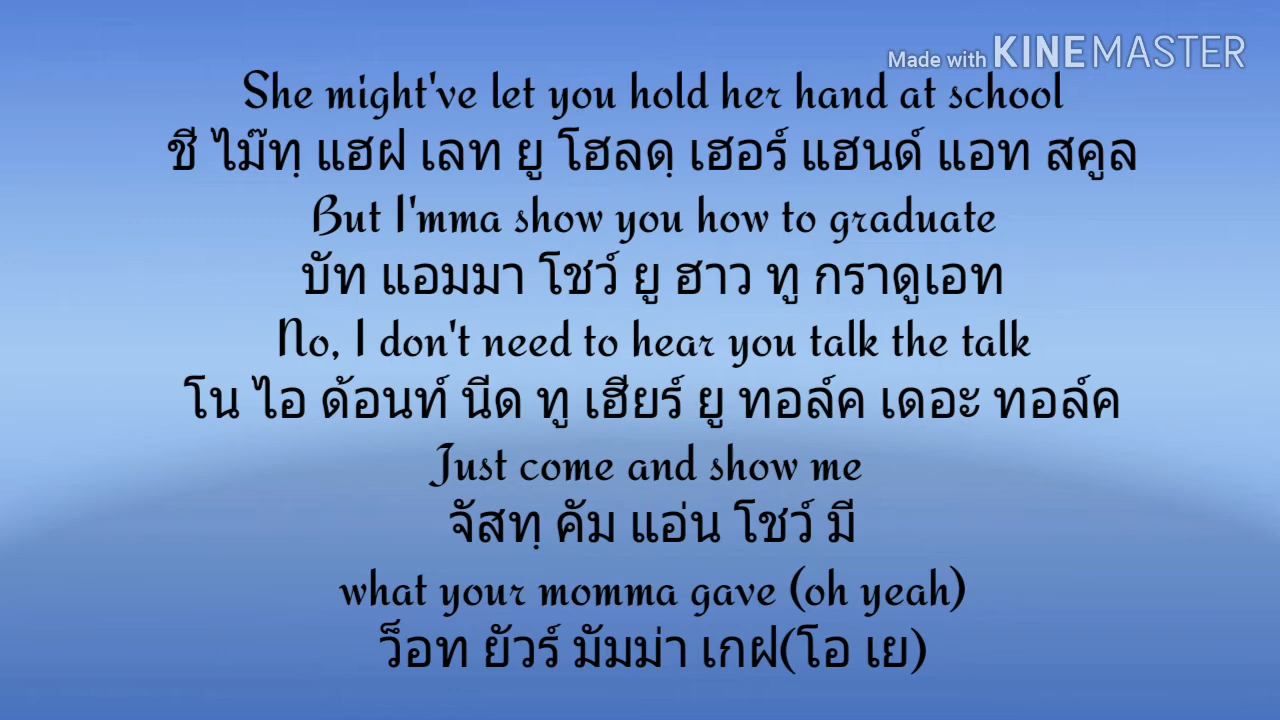 Made with KINEMASTER
She might've let you hold her hand at school
ชี ไม๊ทฺ แฮฝ เลท ยู โฮลดฺ เฮอร์ แฮนด์ แอท สคูล
But I'mma show you how to graduate
บัท แอมมา โชว์ ยู ฮาว ทู กราดูเอท
No, I don't need to hear you talk the talk
โน ไอ ด้อนท์ นีด ทู เฮียร์ ยู ทอล์ค เดอะ ทอล์ค
Just come and show me
จัสทฺ คัม แอ่น โชว์ มี
what your momma gave (oh yeah)
ว็อท ยัวร์ มัมม่า เกฝ(โอ เย)